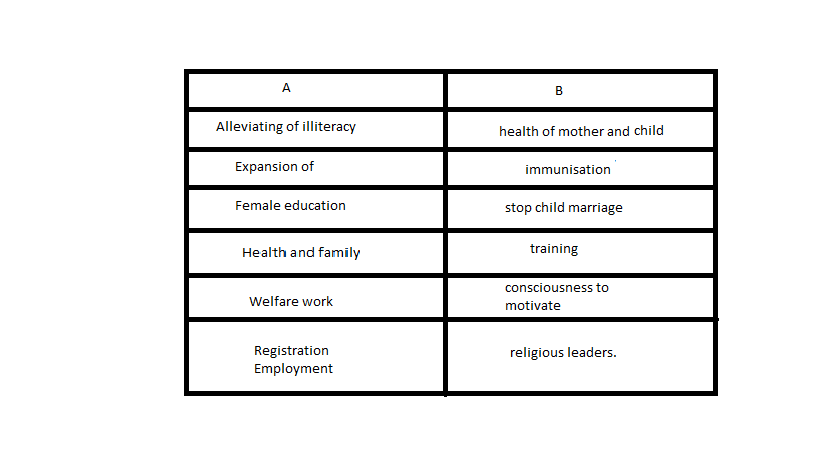 A
B
Alleviating of illiteracy
health of mother and child
Expansion of
immunisation
Female education
stop child marriage
Health and family
training
Welfare work
consciousness to
motivate
Registration
Employment
religious leaders.